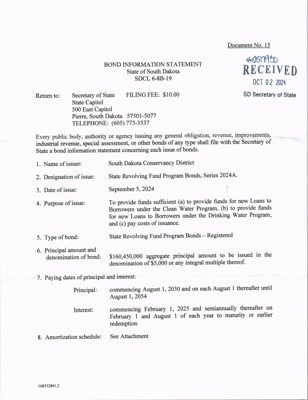 Document No. 15
RECEIVED
OCT 02 2024
SD Secretary of State
BOND INFORMATION STATEMENT
State of South Dakota
SDCL 6-8B-19
Return to: Secretary of State FILING FEE: $10.00
State Capitol
500 East Capitol
Pierre, South Dakota 57501-5077
TELEPHONE: (605) 773-3537
Every public body, authority or agency issuing any general obligation, revenue, improvements,
industrial revenue, special assessment, or other bonds of any type shall file with the Secretary of
State a bond information statement concerning each issue of bonds.
1. Name of issuer: South Dakota Conservancy District
2. Designation of issue: State Revolving Fund Program Bonds, Series 2024A.
3. Date of issue: September 5, 2024
4. Purpose of issue: To provide funds sufficient (a) to provide funds for new Loans to
Borrowers under the Clean Water Program, (b) to provide funds
for new Loans to Borrowers under the Drinking Water Program,
and (c) pay costs of issuance.
5. Type of bond: State Revolving Fund Program Bonds – Registered
6. Principal amount and
denomination of bond: $160,450,000 aggregate principal amount to be issued in the
denomination of $5,000 or any integral multiple thereof.
7. Paying dates of principal and interest:
Principal: commencing August 1, 2030 and on each August 1 thereafter until
August 1, 2054
Interest: commencing February 1, 2025 and semiannually thereafter on
February 1 and August 1 of each year to maturity or earlier
redemption
8. Amortization schedule: See Attachment